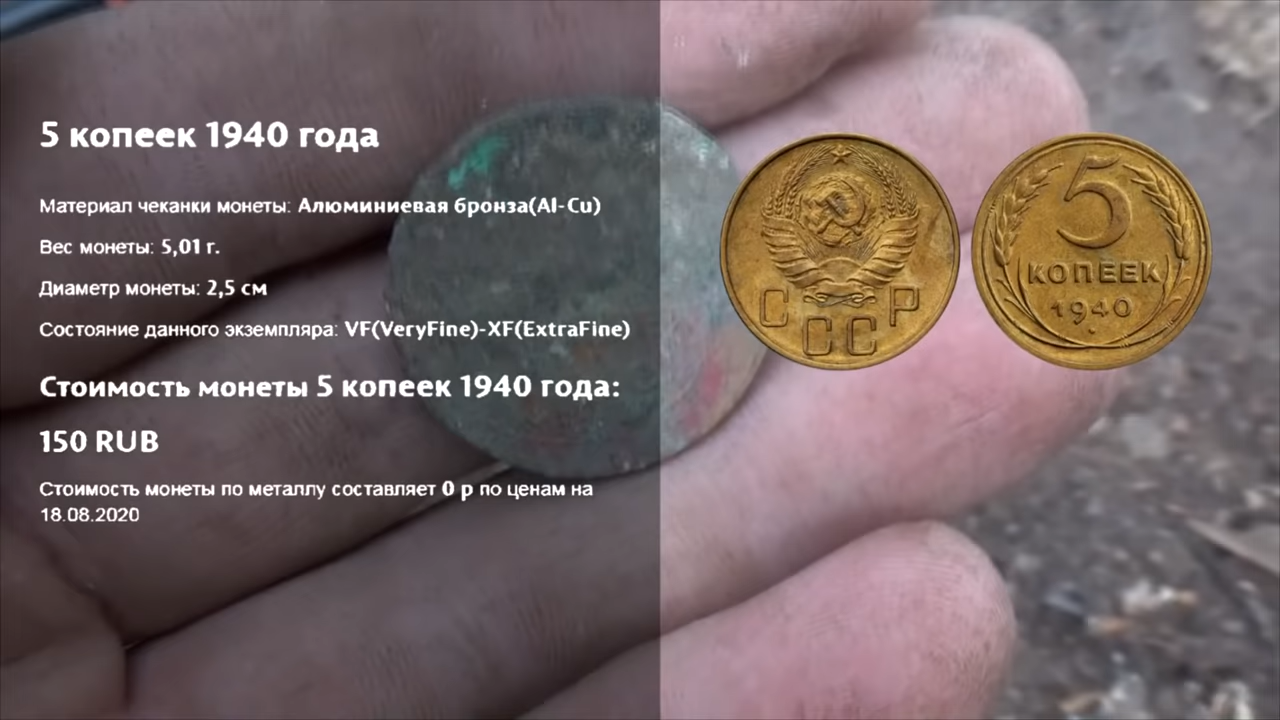 5 копеек 1940 года
Материал чеканки монеты: Алюминиевая бронза(Al-Cu)
Вес монеты: 5,01 г.
Диаметр монеты: 2,5 см
Состояние данного экземпляра: VF(VeryFine)-XF(ExtraFine)
Стоимость монеты 5 копеек 1940 года:
150 RUB
Стоимость монеты по металлу составляет 0 р по ценам на
18.08.2020
С Р
СС
5
КОПЕЕК
1940